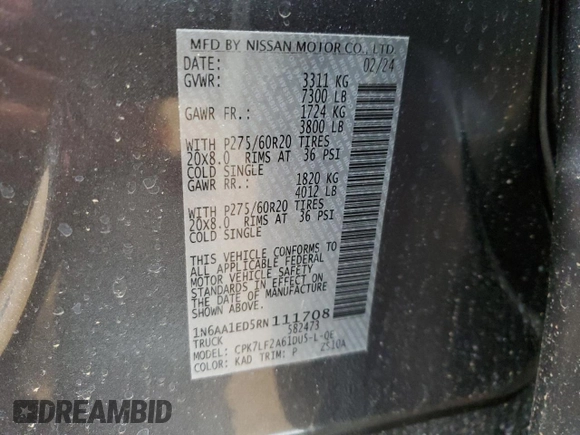 MFD BY NISSAN MOTOR CO., LTD.
DATE: 02/24
GVWR: 3311 KG
7300 LB
GAWR FR.: 1724 KG
3800 LB
WITH P275/60R20 TIRES
20X8.0 RIMS AT 36 PSI
COLD SINGLE
GAWR RR.: 1820 KG
4012 LB
WITH P275/60R20 TIRES
20X8.0 RIMS AT 36 PSI
COLD SINGLE
THIS VEHICLE CONFORMS TO
ALL APPLICABLE FEDERAL
MOTOR VEHICLE SAFETY
STANDARDS IN EFFECT ON
THE DATE OF MANUFACTURE
SHOWN ABOVE.
1N6AA1ED5RN111708
TRUCK 582473
MODEL: CPK7LF2A61DU5-L-QE
COLOR: KAD TRIM: P 2S10A
DREAMBID